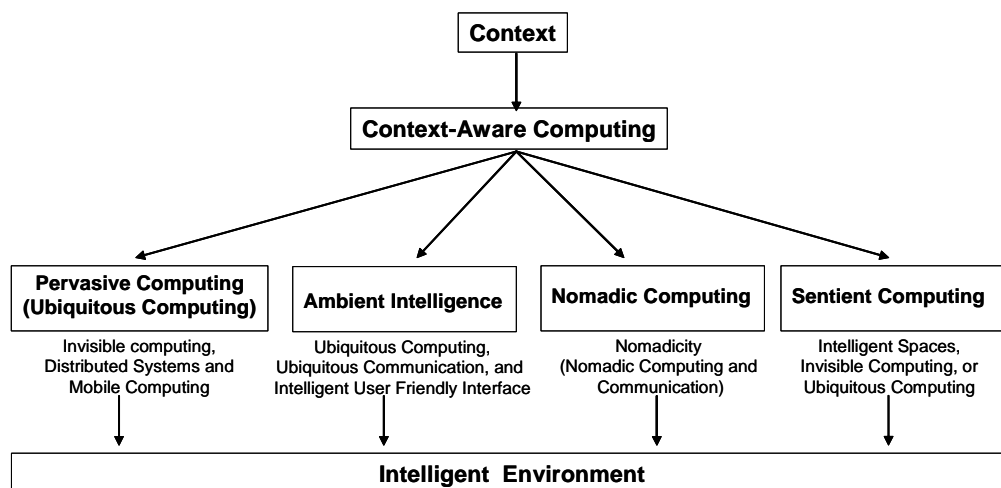 Context
Context-Aware Computing
Pervasive Computing
(Ubiquitous Computing)
Ambient Intelligence
Nomadic Computing
Sentient Computing
Invisible computing,
Distributed Systems and
Mobile Computing
Ubiquitous Computing,
Ubiquitous Communication, and
Intelligent User Friendly Interface
Nomadicity
(Nomadic Computing and
Communication)
Intelligent Spaces,
Invisible Computing, or
Ubiquitous Computing
Intelligent Environment